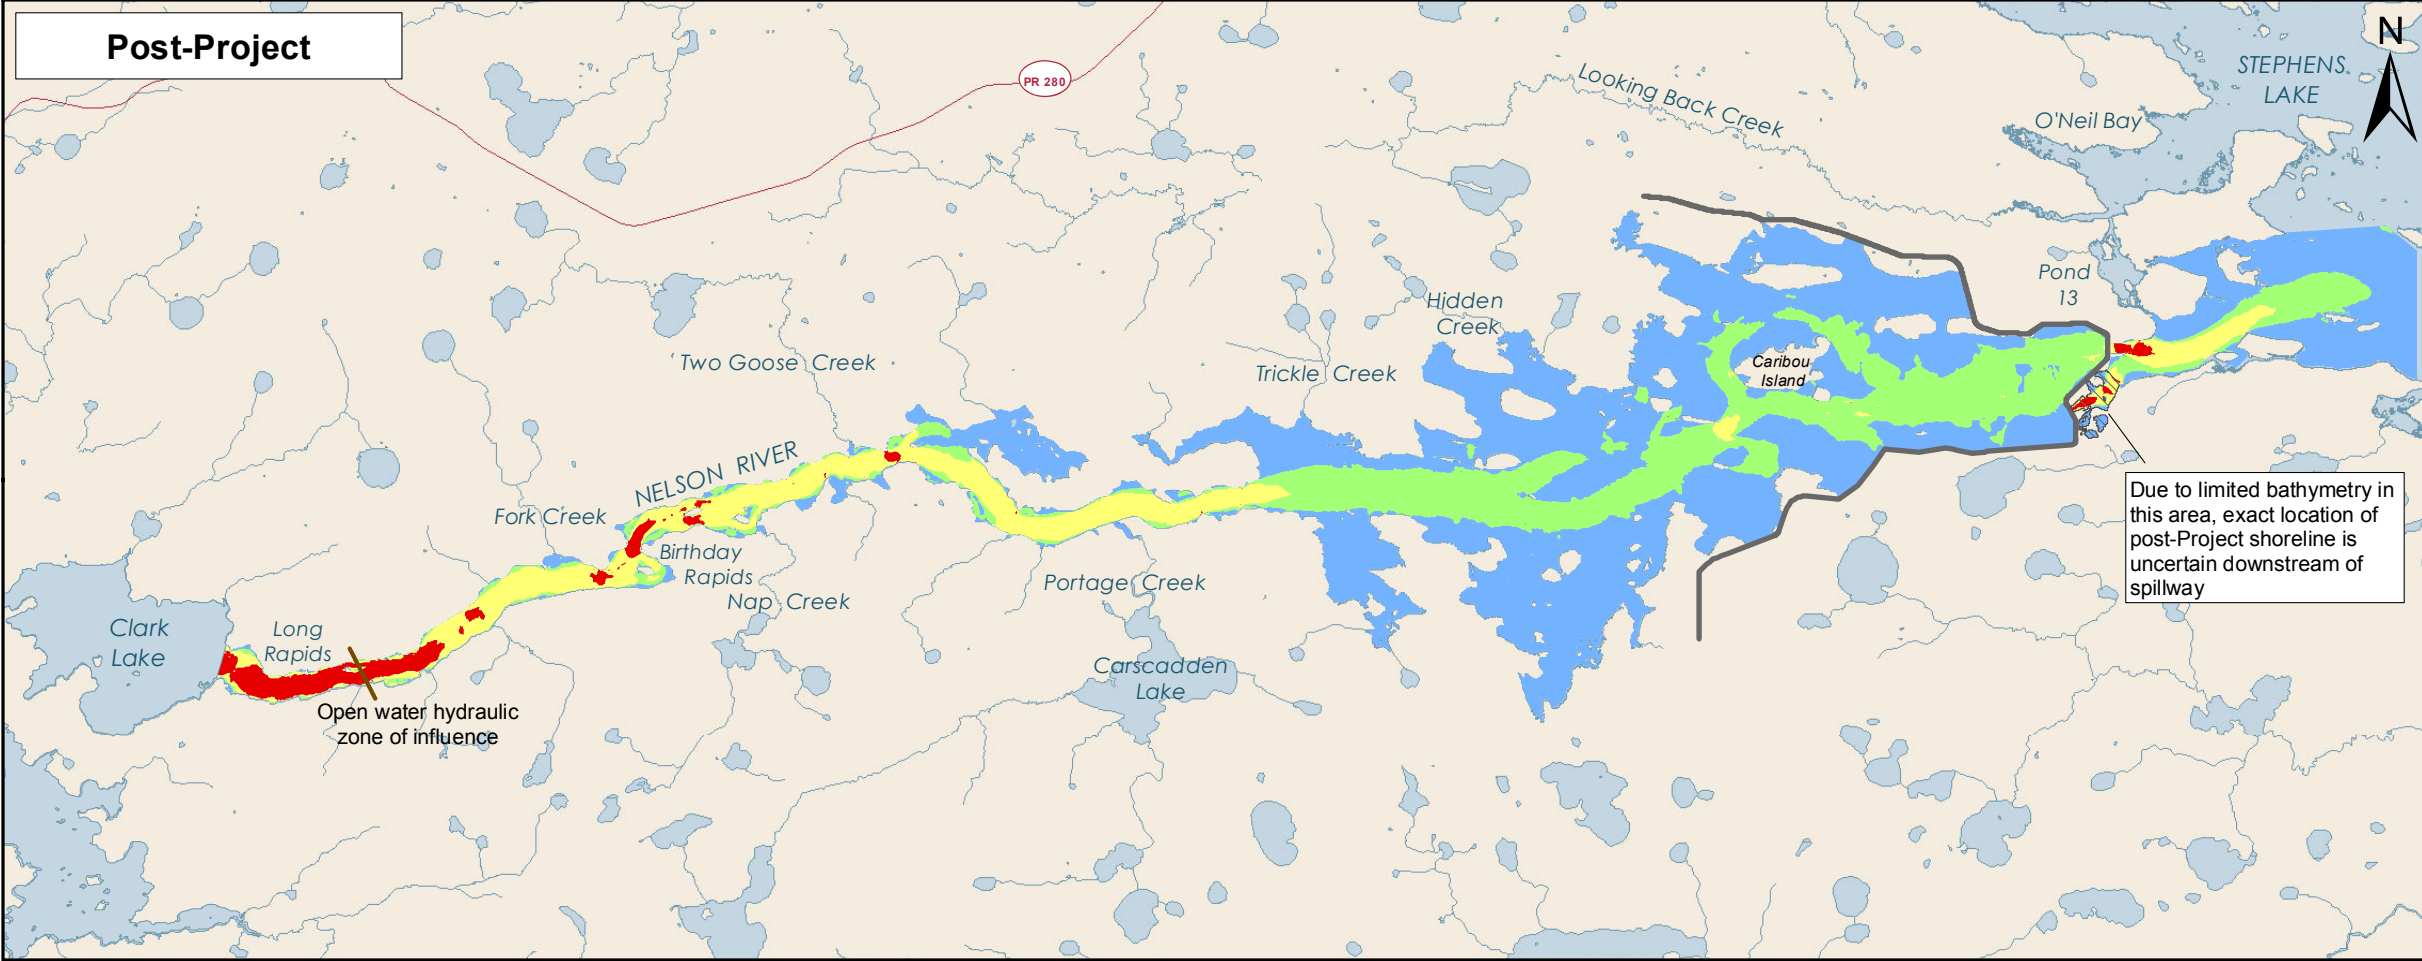 Post-Project
PR 280
Looking Back Creek
STEPHENS
LAKE
N
O'Neil Bay
Pond
13
Hidden
Creek
Two Goose Creek
Trickle Creek
Caribou
Island
NELSON RIVER
Fork Creek
Birthday
Rapids
Nap Creek
Portage Creek
Due to limited bathymetry in
this area, exact location of
post-Project shoreline is
uncertain downstream of
spillway
Clark
Lake
Long
Rapids
Carscadden
Lake
Open water hydraulic
zone of influence